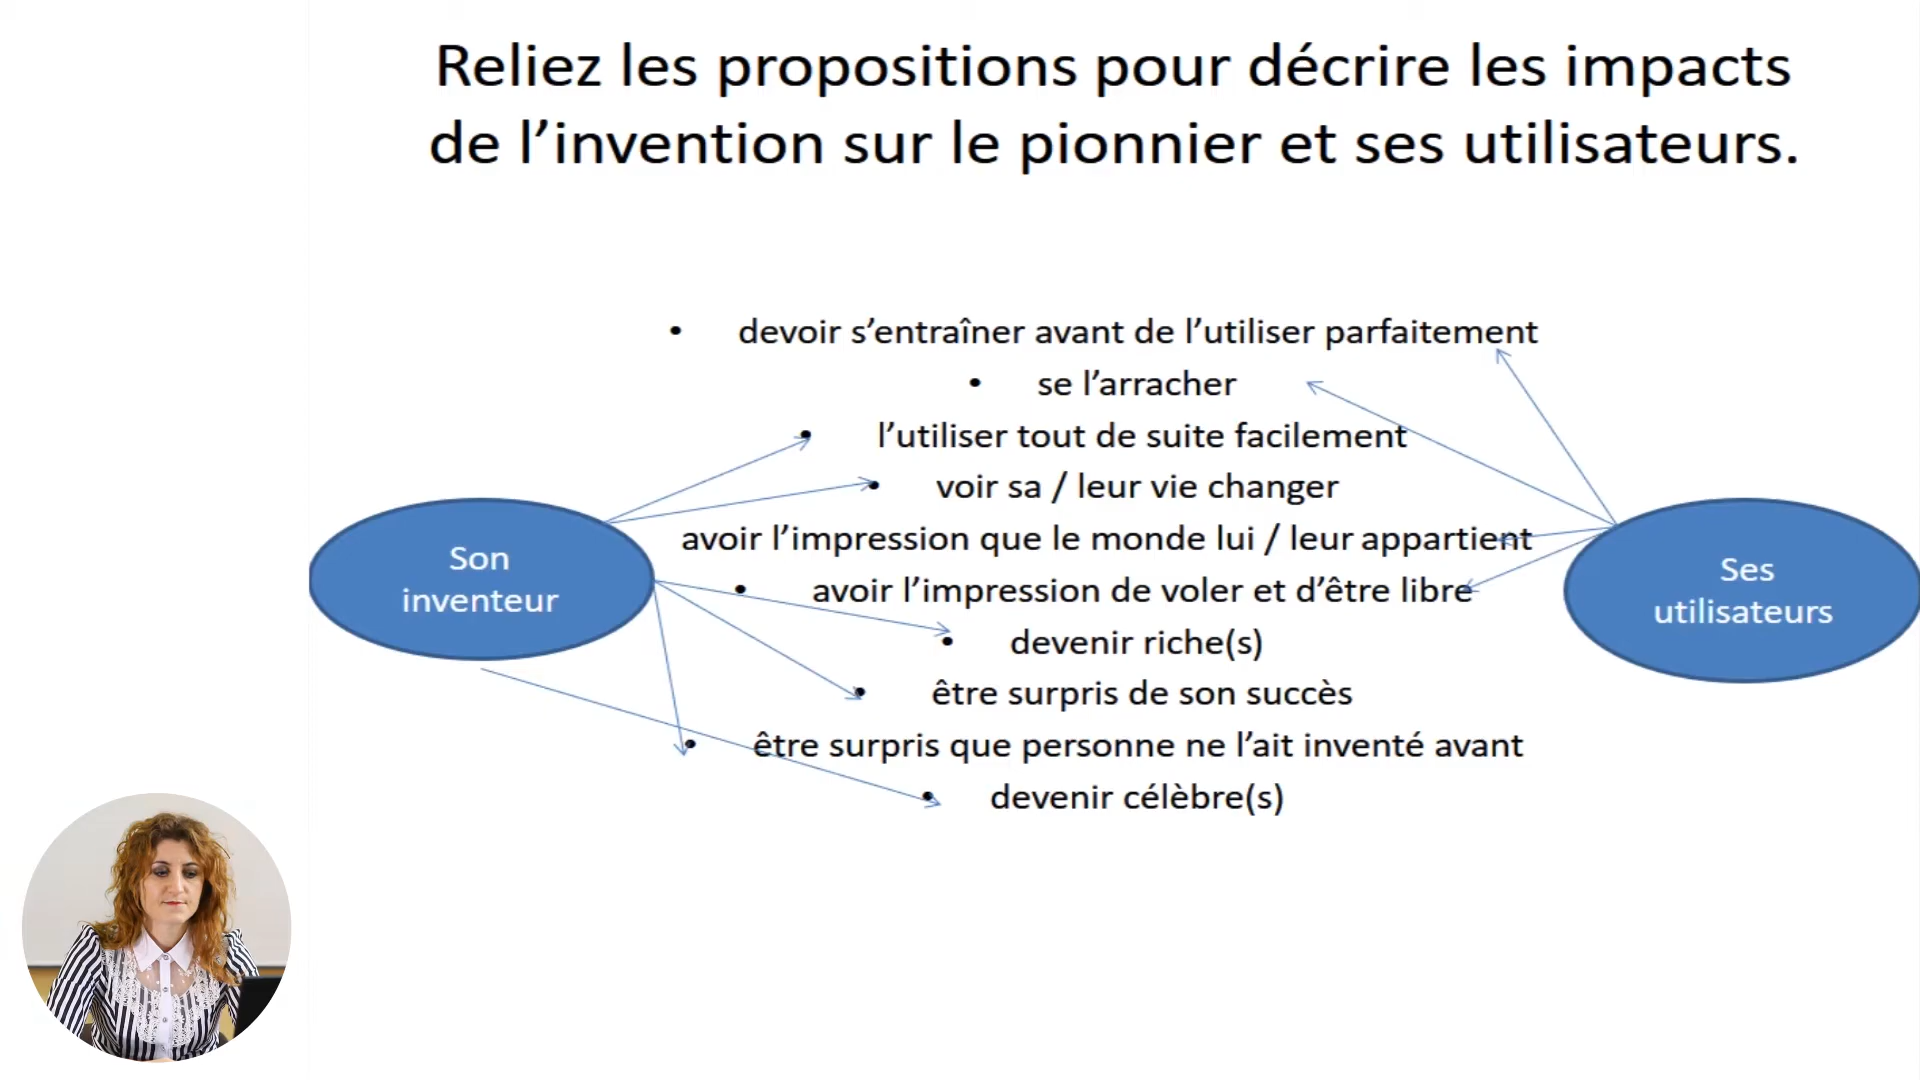 Reliez les propositions pour décrire les impacts
de l’invention sur le pionnier et ses utilisateurs.
• devoir s’entraîner avant de l’utiliser parfaitement
• se l’arracher
• l’utiliser tout de suite facilement
• voir sa / leur vie changer
avoir l’impression que le monde lui / leur appartient
• avoir l’impression de voler et d’être libre
• devenir riche(s)
• être surpris de son succès
• être surpris que personne ne l’ait inventé avant
• devenir célèbre(s)
Son
inventeur
Ses
utilisateurs